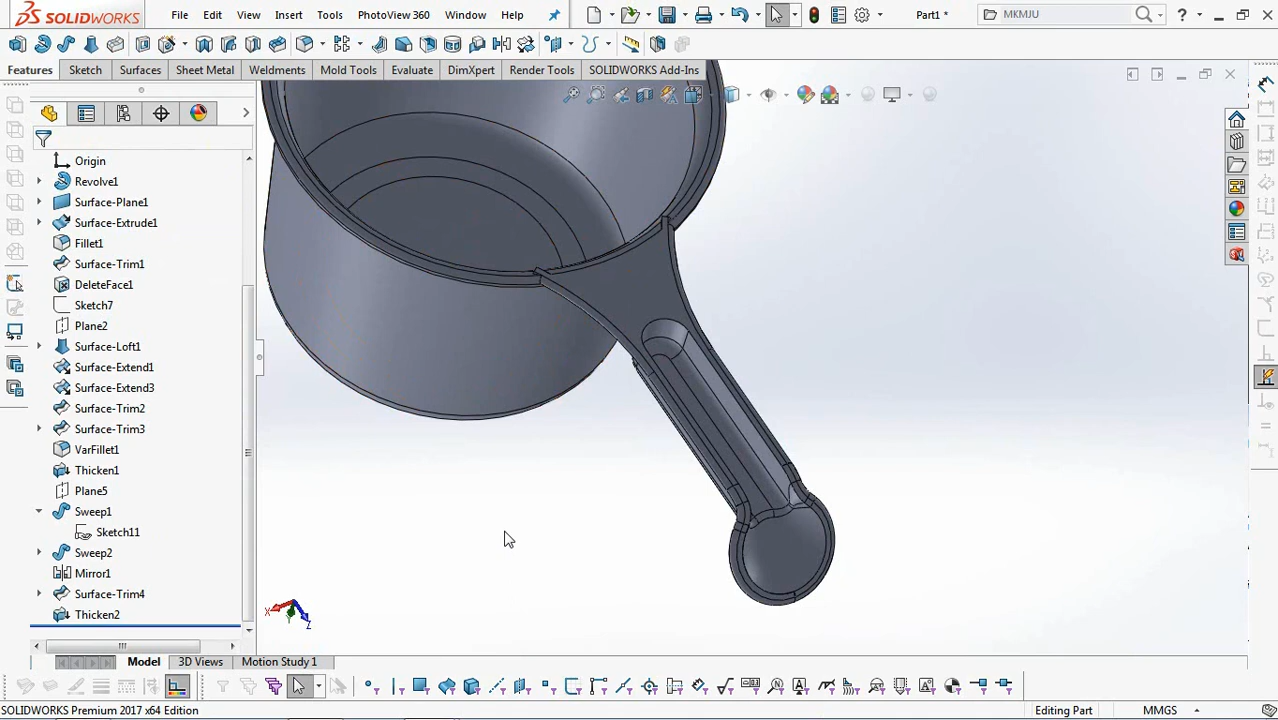 SOLIDWORKS File Edit View Insert Tools PhotoView 360 Window Help Part1 * MKMJU ?
Features Sketch Surfaces Sheet Metal Weldments Mold Tools Evaluate DimXpert Render Tools SOLIDWORKS Add-Ins
Origin
Revolve1
Surface-Plane1
Surface-Extrude1
Fillet1
Surface-Trim1
DeleteFace1
Sketch7
Plane2
Surface-Loft1
Surface-Extend1
Surface-Extend3
Surface-Trim2
Surface-Trim3
VarFillet1
Thicken1
Plane5
Sweep1
Sketch11
Sweep2
Mirror1
Surface-Trim4
Thicken2
X Y Z
Model 3D Views Motion Study 1
SOLIDWORKS Premium 2017 x64 Edition Editing Part MMGS